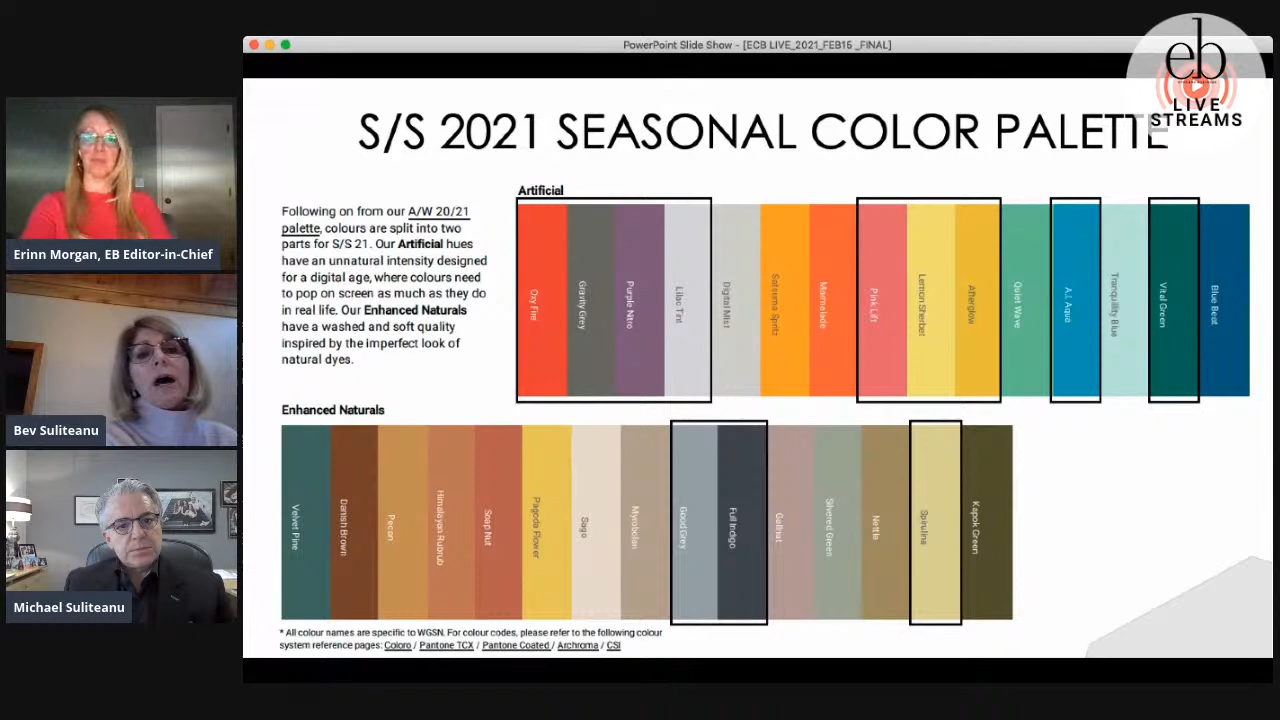 PowerPoint Slide Show - [ECB LIVE_2021_FEB15 _FINAL]
eb
LIVE
STREAMS
S/S 2021 SEASONAL COLOR PALETTE
Following on from our A/W 20/21
palette, colours are split into two
parts for S/S 21. Our Artificial hues
have an unnatural intensity designed
for a digital age, where colours need
to pop on screen as much as they do
in real life. Our Enhanced Naturals
have a washed and soft quality
inspired by the imperfect look of
natural dyes.
Artificial
Oxy Fire
Gravity Grey
Purple Nitro
Lilac Tint
Digital Mist
Satsuma Spritz
Marmalade
Pink Lift
Lemon Sherbet
Afterglow
Quiet Wave
A.I. Aqua
Tranquillity Blue
Vital Green
Blue Beat
Enhanced Naturals
Velvet Pine
Danish Brown
Pecan
Himalayan Rubrub
Soap Nut
Pagoda Flower
Sago
Myrobolan
Good Grey
Full Indigo
Gallnut
Silvered Green
Nettle
Spirulina
Kapok Green
* All colour names are specific to WGSN. For colour codes, please refer to the following colour
system reference pages: Coloro / Pantone TCX / Pantone Coated / Archroma / CSI
Erinn Morgan, EB Editor-in-Chief
Bev Suliteanu
Michael Suliteanu